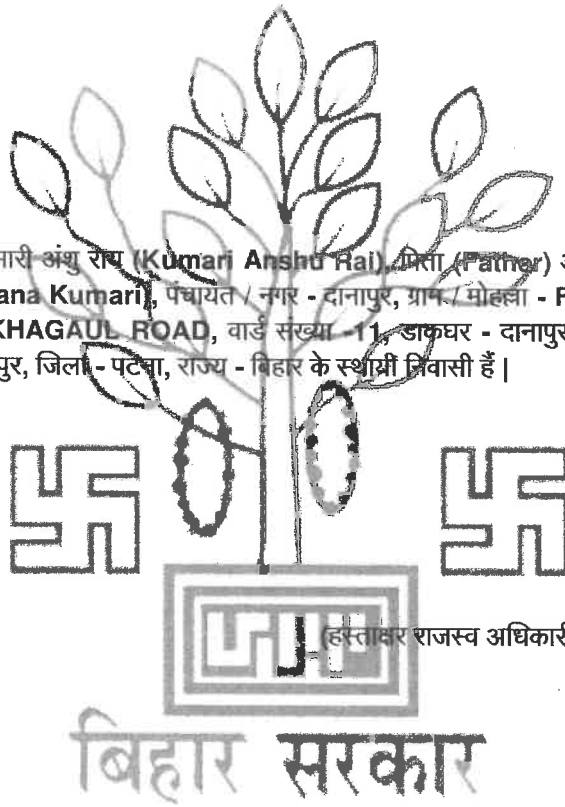 मारी अंशु राय (Kumari Anshu Rai), पिता (Father) अ
ana Kumari), पंचायत / नगर - दानापुर, ग्राम / मोहल्ला - R
KHAGAUL ROAD, वार्ड संख्या -11, डाकघर - दानापुर
पुर, जिला - पटना, राज्य - बिहार के स्थायी निवासी हैं |
(हस्ताक्षर राजस्व अधिकारी
बिहार सरकार